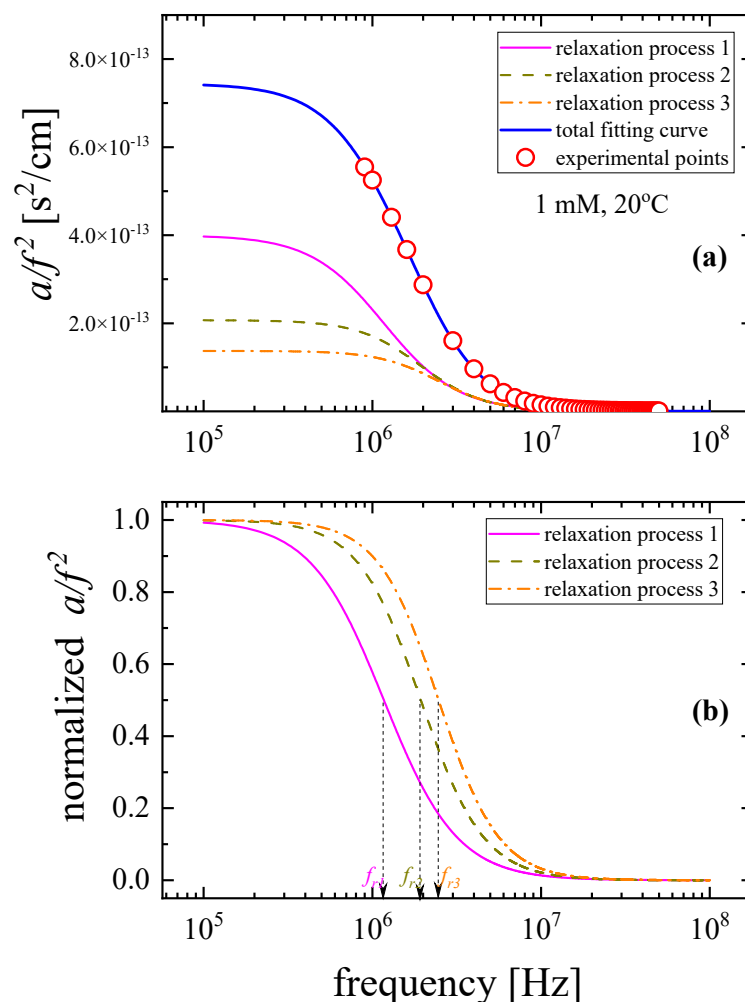 relaxation process 1
relaxation process 2
relaxation process 3
total fitting curve
experimental points
1 mM, 20°C
(a)
8.0×10⁻¹³
6.0×10⁻¹³
4.0×10⁻¹³
2.0×10⁻¹³
a/f² [s²/cm]
10⁵ 10⁶ 10⁷ 10⁸
relaxation process 1
relaxation process 2
relaxation process 3
(b)
1.0
0.8
0.6
0.4
0.2
0.0
normalized a/f²
f_r1 f_r2 f_r3
10⁵ 10⁶ 10⁷ 10⁸
frequency [Hz]